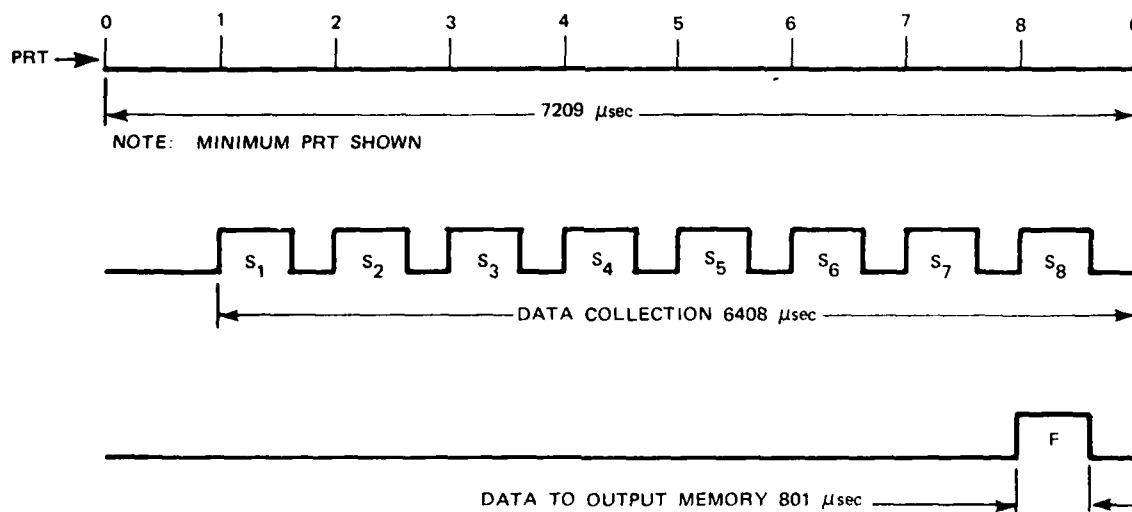 0 1 2 3 4 5 6 7 8
PRT
7209 μsec
NOTE: MINIMUM PRT SHOWN
S1 S2 S3 S4 S5 S6 S7 S8
DATA COLLECTION 6408 μsec
F
DATA TO OUTPUT MEMORY 801 μsec